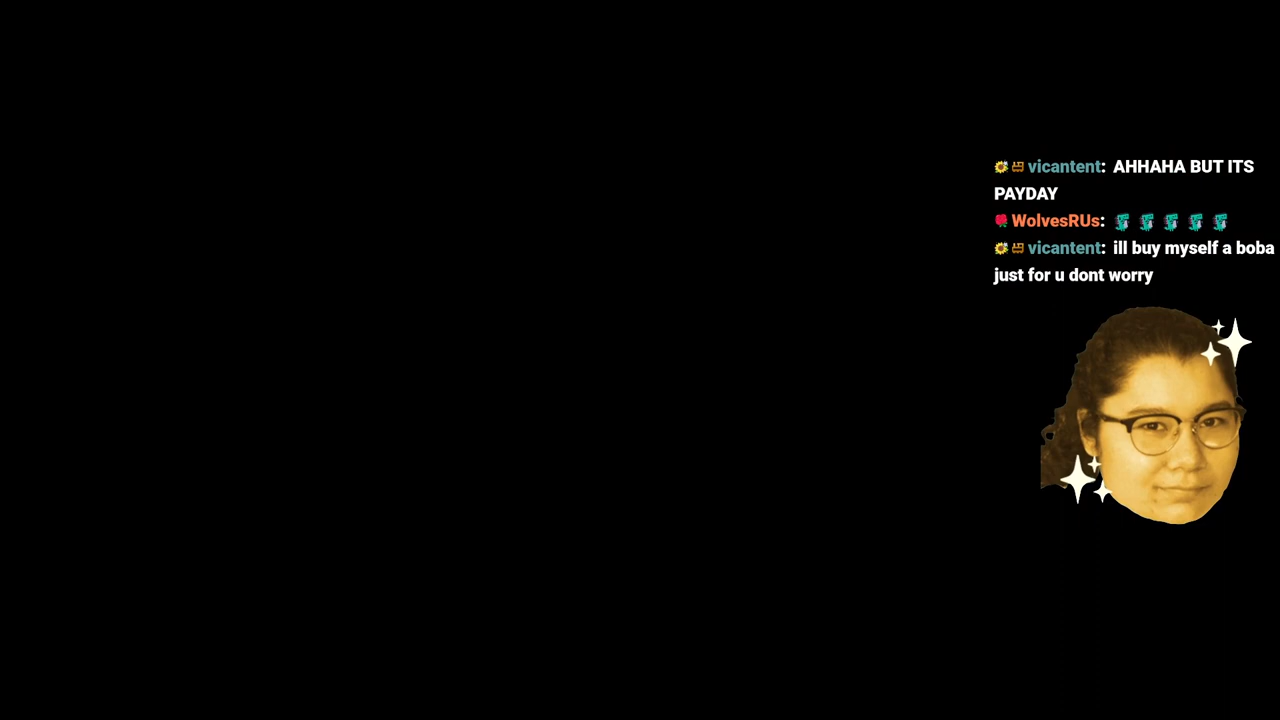 vicantent: AHHAHA BUT ITS
PAYDAY
WolvesRUs:
vicantent: ill buy myself a boba
just for u dont worry